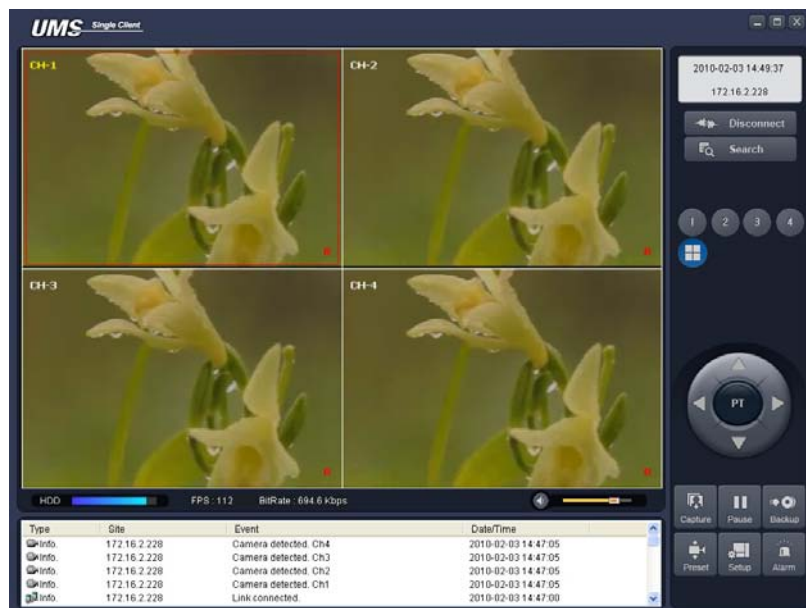 UMS Single Client
CH-1
CH-2
R
R
CH-3
CH-4
R
R
HDD
FPS : 112
BitRate : 694.6 kbps
Type Site Event Date/Time
Info. 172.16.2.228 Camera detected. Ch4 2010-02-03 14:47:05
Info. 172.16.2.228 Camera detected. Ch3 2010-02-03 14:47:05
Info. 172.16.2.228 Camera detected. Ch2 2010-02-03 14:47:05
Info. 172.16.2.228 Camera detected. Ch1 2010-02-03 14:47:05
Info. 172.16.2.228 Link connected. 2010-02-03 14:47:00
2010-02-03 14:49:37
172.16.2.228
Disconnect
Search
1 2 3 4
PT
Capture Pause Backup
Preset Setup Alarm